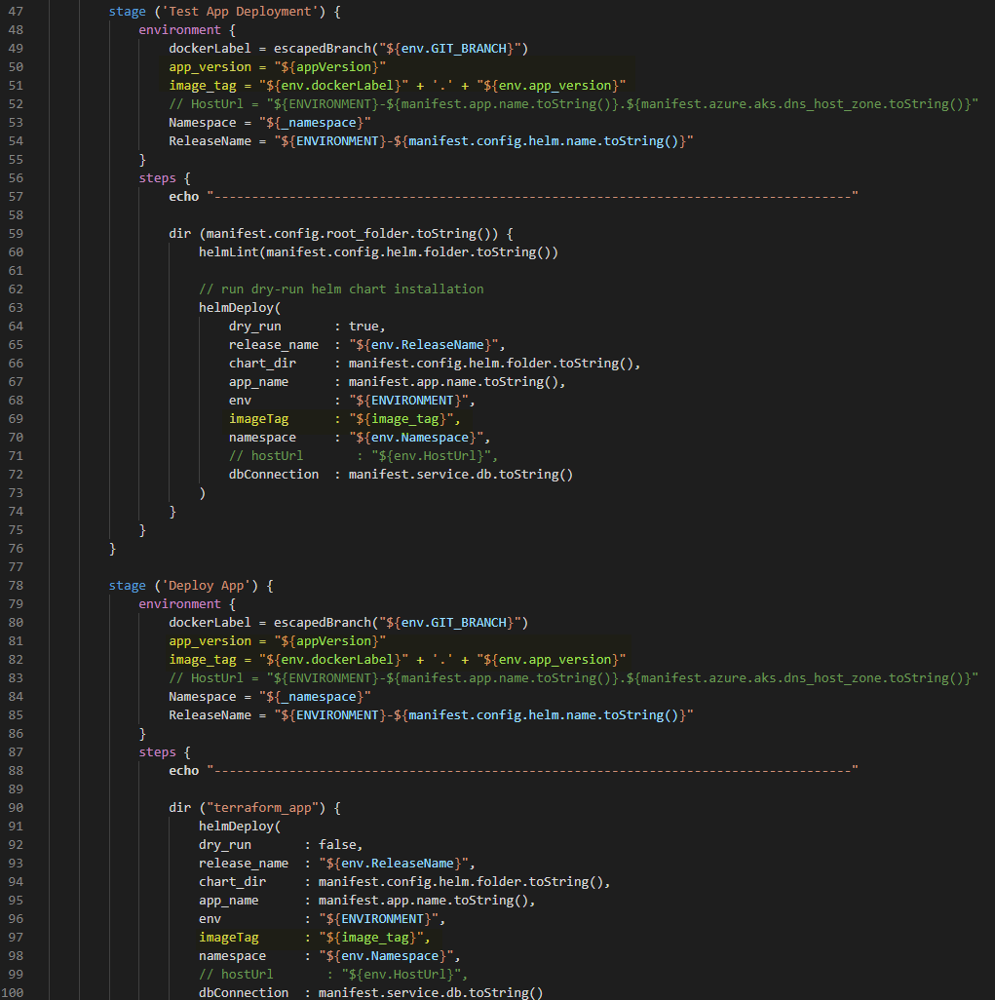 47 stage ('Test App Deployment') {
48 environment {
49 dockerLabel = escapedBranch("${env.GIT_BRANCH}")
50 app_version = "${appVersion}"
51 image_tag = "${env.dockerLabel}" + '.' + "${env.app_version}"
52 // HostUrl = "${ENVIRONMENT}-${manifest.app.name.toString()}.${manifest.azure.aks.dns_host_zone.toString()}"
53 Namespace = "${_namespace}"
54 ReleaseName = "${ENVIRONMENT}-${manifest.config.helm.name.toString()}"
55 }
56 steps {
57 echo "-------------------------------------------------------------------------------------"
58
59 dir (manifest.config.root_folder.toString()) {
60 helmLint(manifest.config.helm.folder.toString())
61
62 // run dry-run helm chart installation
63 helmDeploy(
64 dry_run : true,
65 release_name : "${env.ReleaseName}",
66 chart_dir : manifest.config.helm.folder.toString(),
67 app_name : manifest.app.name.toString(),
68 env : "${ENVIRONMENT}",
69 imageTag : "${image_tag}",
70 namespace : "${env.Namespace}",
71 // hostUrl : "${env.HostUrl}",
72 dbConnection : manifest.service.db.toString()
73 )
74 }
75 }
76 }
77
78 stage ('Deploy App') {
79 environment {
80 dockerLabel = escapedBranch("${env.GIT_BRANCH}")
81 app_version = "${appVersion}"
82 image_tag = "${env.dockerLabel}" + '.' + "${env.app_version}"
83 // HostUrl = "${ENVIRONMENT}-${manifest.app.name.toString()}.${manifest.azure.aks.dns_host_zone.toString()}"
84 Namespace = "${_namespace}"
85 ReleaseName = "${ENVIRONMENT}-${manifest.config.helm.name.toString()}"
86 }
87 steps {
88 echo "-------------------------------------------------------------------------------------"
89
90 dir ("terraform_app") {
91 helmDeploy(
92 dry_run : false,
93 release_name : "${env.ReleaseName}",
94 chart_dir : manifest.config.helm.folder.toString(),
95 app_name : manifest.app.name.toString(),
96 env : "${ENVIRONMENT}",
97 imageTag : "${image_tag}",
98 namespace : "${env.Namespace}",
99 // hostUrl : "${env.HostUrl}",
100 dbConnection : manifest.service.db.toString()